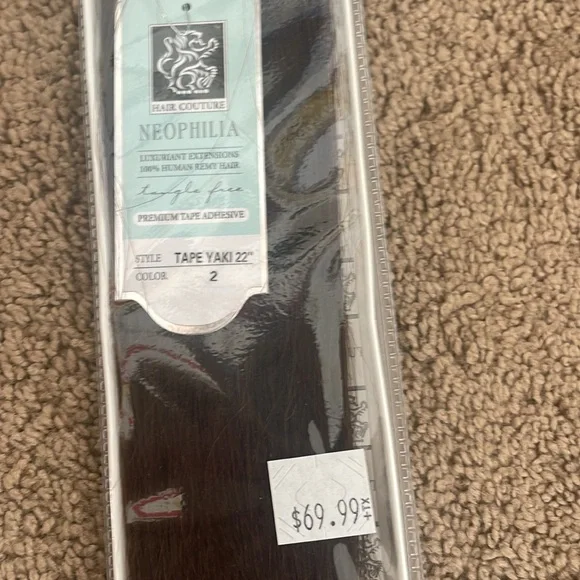 HAIR COUTURE
NEOPHILIA
LUXURIANT EXTENSIONS
100% HUMAN REMY HAIR
tangle free
PREMIUM TAPE ADHESIVE
STYLE TAPE YAKI 22"
COLOR 2
$69.99+TX